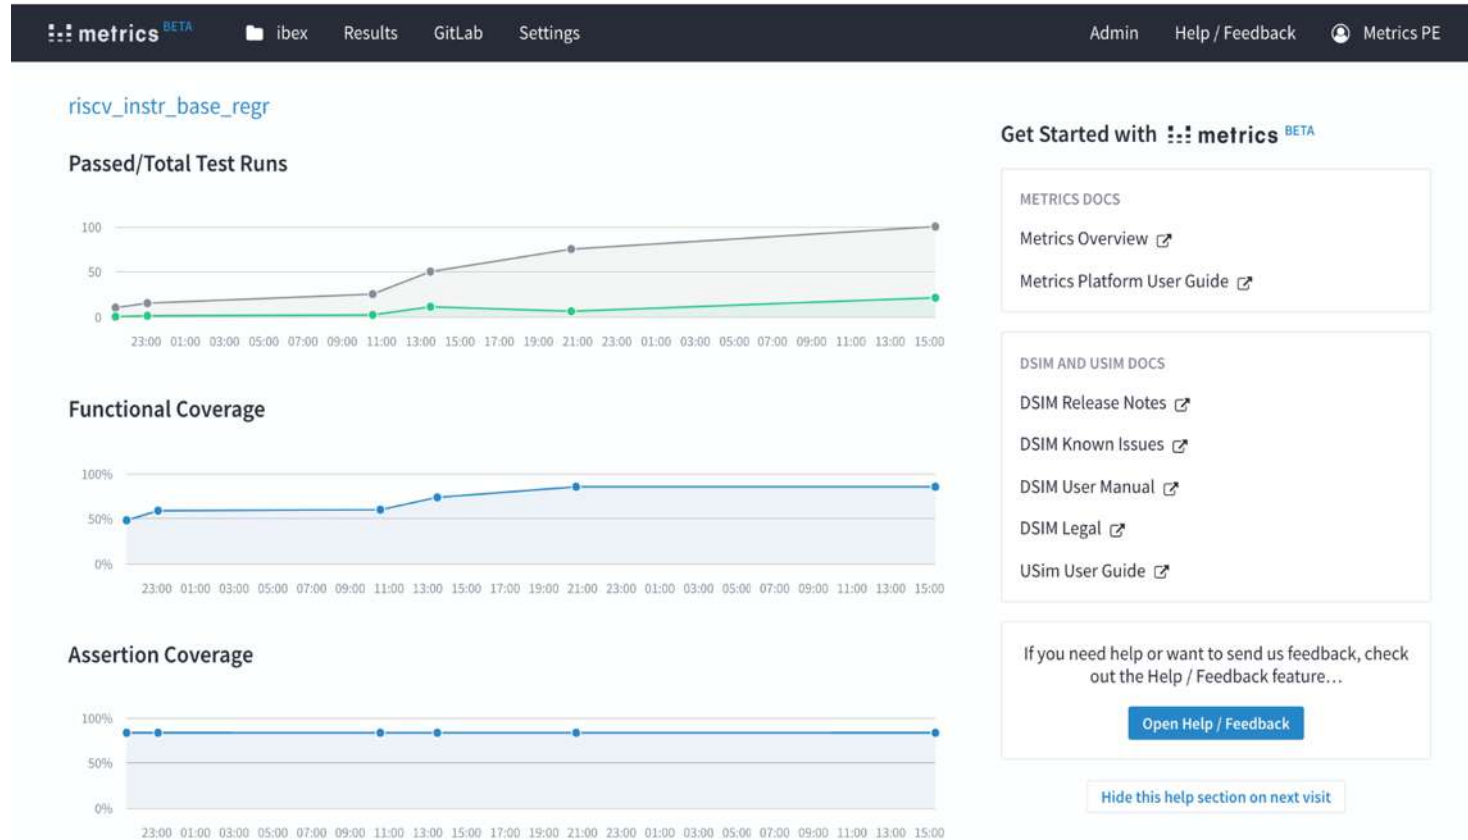 metrics BETA ibex Results GitLab Settings Admin Help / Feedback Metrics PE
riscv_instr_base_regr
Passed/Total Test Runs
100
50
0
23:00 01:00 03:00 05:00 07:00 09:00 11:00 13:00 15:00 17:00 19:00 21:00 23:00 01:00 03:00 05:00 07:00 09:00 11:00 13:00 15:00
Functional Coverage
100%
50%
0%
23:00 01:00 03:00 05:00 07:00 09:00 11:00 13:00 15:00 17:00 19:00 21:00 23:00 01:00 03:00 05:00 07:00 09:00 11:00 13:00 15:00
Assertion Coverage
100%
50%
0%
23:00 01:00 03:00 05:00 07:00 09:00 11:00 13:00 15:00 17:00 19:00 21:00 23:00 01:00 03:00 05:00 07:00 09:00 11:00 13:00 15:00
Get Started with metrics BETA
METRICS DOCS
Metrics Overview
Metrics Platform User Guide
DSIM AND USIM DOCS
DSIM Release Notes
DSIM Known Issues
DSIM User Manual
DSIM Legal
USim User Guide
If you need help or want to send us feedback, check
out the Help / Feedback feature...
Open Help / Feedback
Hide this help section on next visit